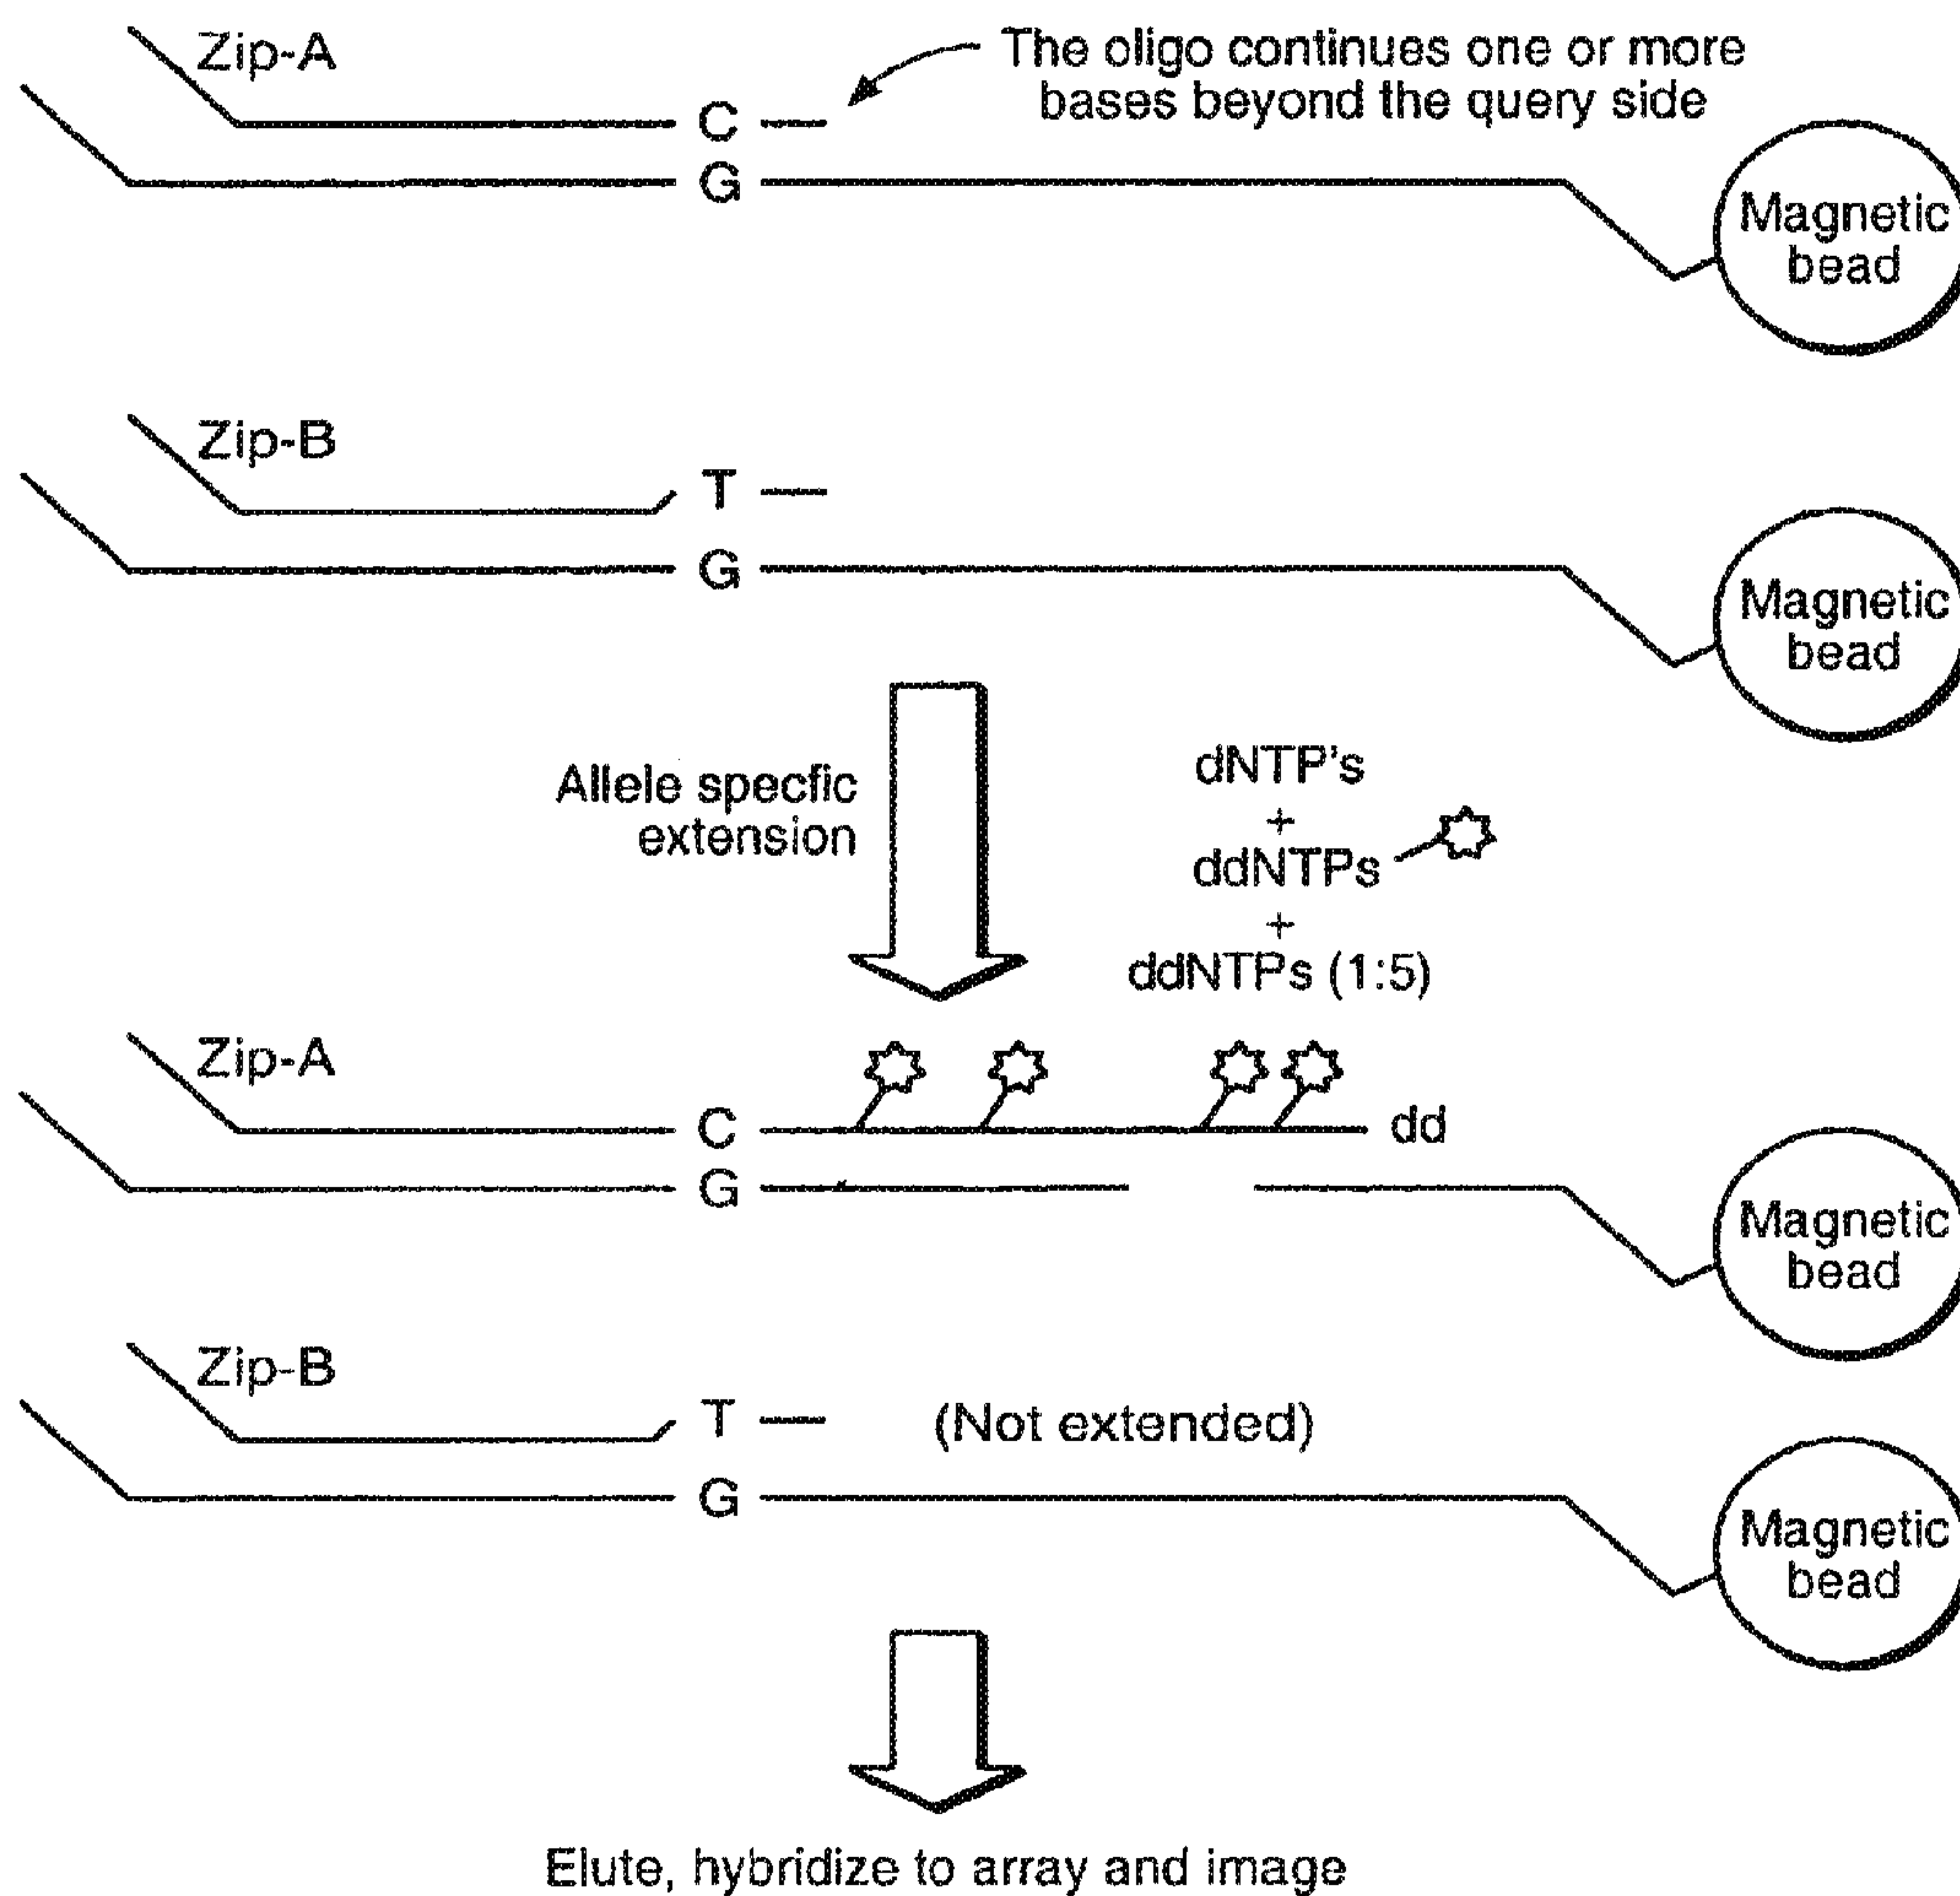 Zip-A
The oligo continues one or more
bases beyond the query side
C
G
Magnetic
bead
Zip-B
T
G
Magnetic
bead
Allele specfic
extension
dNTP's
+
ddNTPs
+
ddNTPs (1:5)
Zip-A
C
dd
G
Magnetic
bead
Zip-B
T
(Not extended)
G
Magnetic
bead
Elute, hybridize to array and image